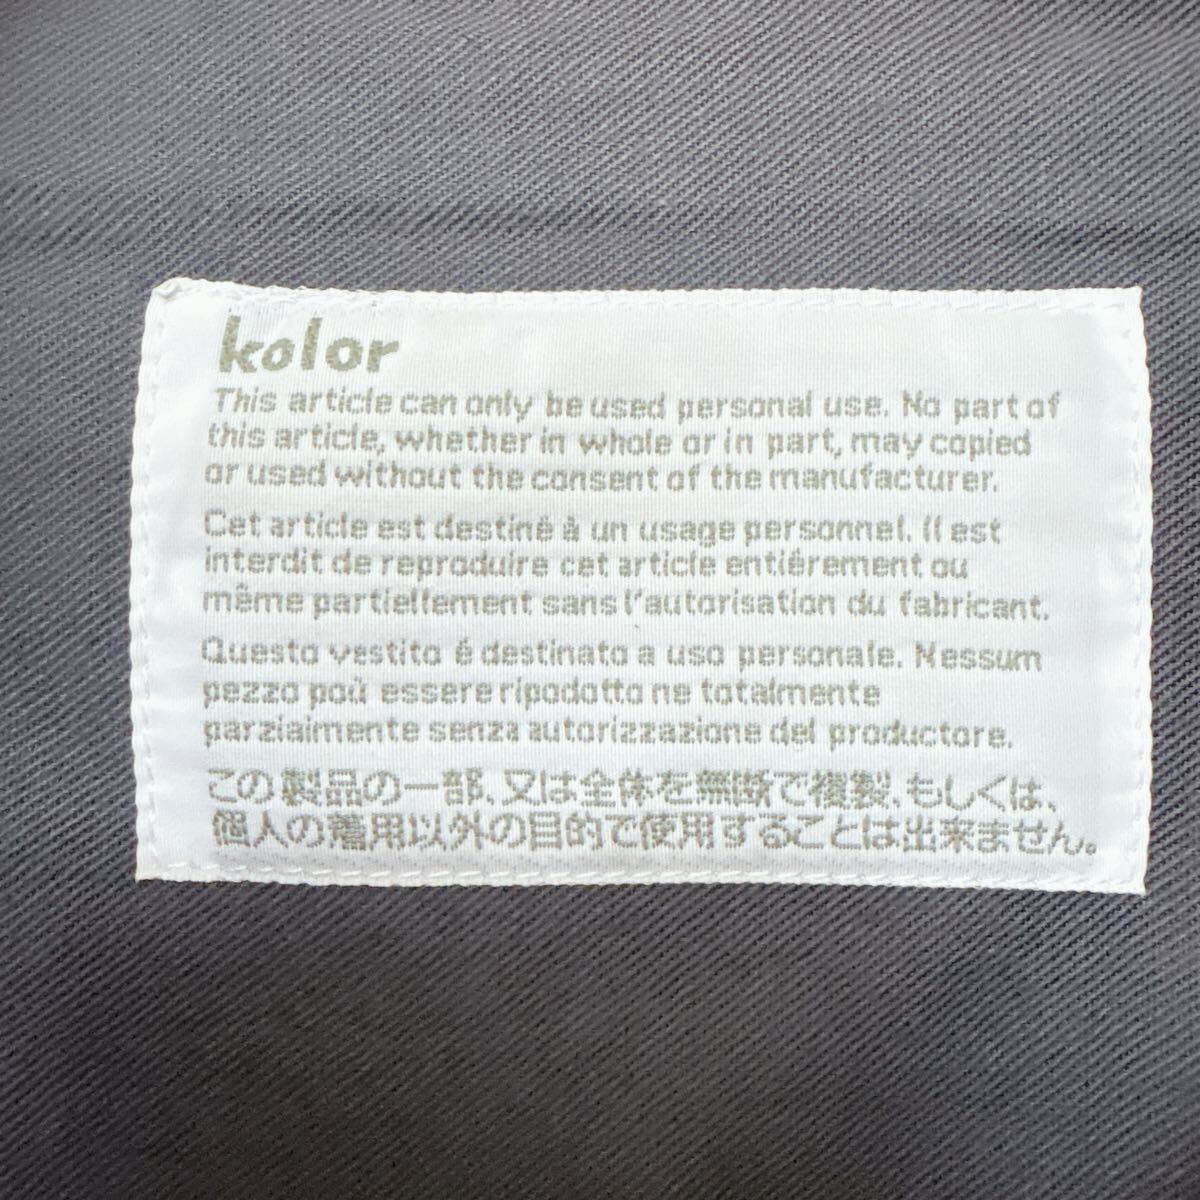 kolor
This article can only be used personal use. No part of
this article, whether in whole or in part, may copied
or used without the consent of the manufacturer.
Cet article est destiné à un usage personnel. Il est
interdit de reproduire cet article entiérement ou
même partiellement sans l'autorisation du fabricant.
Questo vestito é destinato a uso personale. Nessum
pezzo poù essere ripodotto ne totalmente
parziaimente senza autorizzazione del productore.
この製品の一部、又は全体を無断で複製、もしくは、
個人の着用以外の目的で使用することは出来ません。